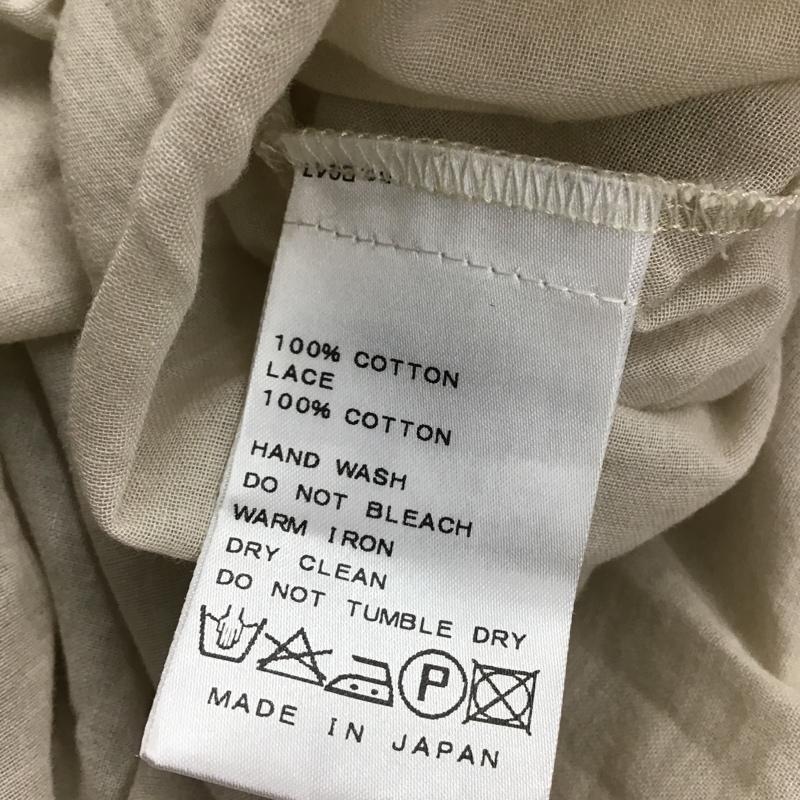 100% COTTON
LACE
100% COTTON
HAND WASH
DO NOT BLEACH
WARM IRON
DRY CLEAN
DO NOT TUMBLE DRY
P
MADE IN JAPAN